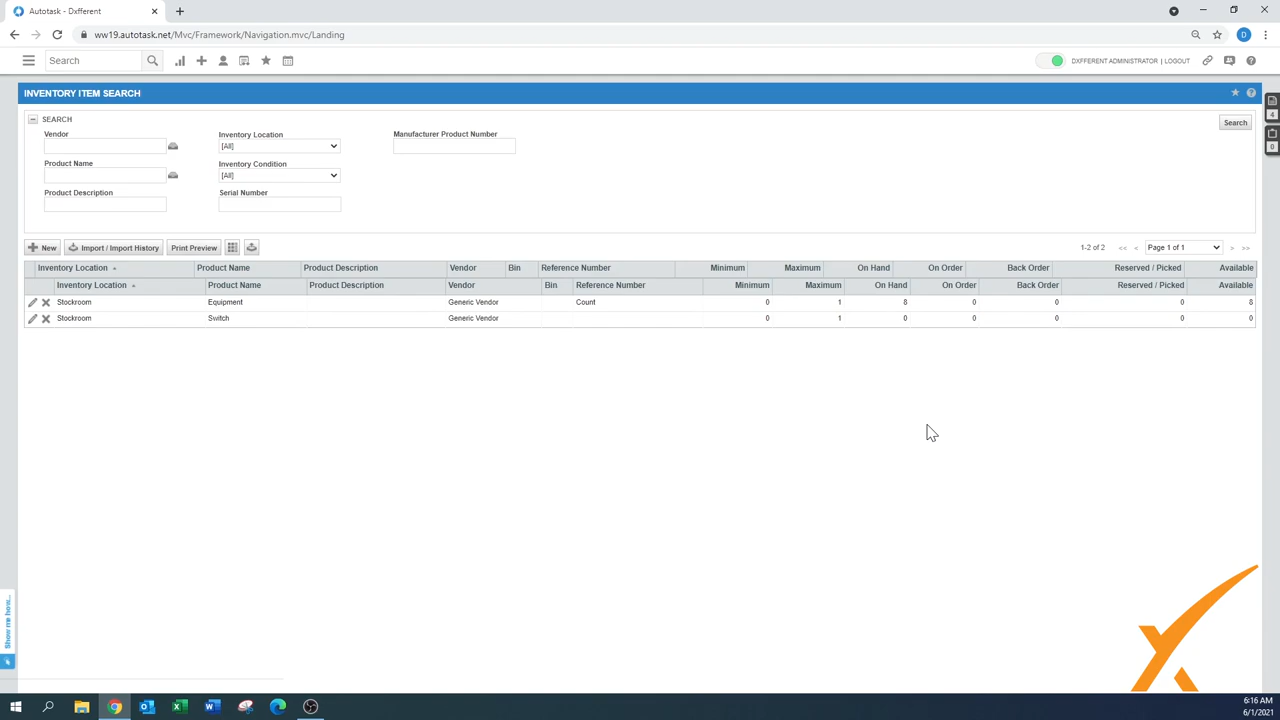 Autotask - Dxfferent
ww19.autotask.net/Mvc/Framework/Navigation.mvc/Landing
D
Search
DXFFERENT ADMINISTRATOR | LOGOUT
INVENTORY ITEM SEARCH
4
0
SEARCH
Search
Vendor
Inventory Location
Manufacturer Product Number
[All]
Product Name
Inventory Condition
[All]
Product Description
Serial Number
New
Import / Import History
Print Preview
1-2 of 2
<< < Page 1 of 1 > >>
Inventory Location Product Name Product Description Vendor Bin Reference Number Minimum Maximum On Hand On Order Back Order Reserved / Picked Available
Inventory Location Product Name Product Description Vendor Bin Reference Number Minimum Maximum On Hand On Order Back Order Reserved / Picked Available
Stockroom Equipment Generic Vendor Count 0 1 8 0 0 0 8
Stockroom Switch Generic Vendor 0 1 0 0 0 0 0
Show me how...
6:16 AM
6/1/2021